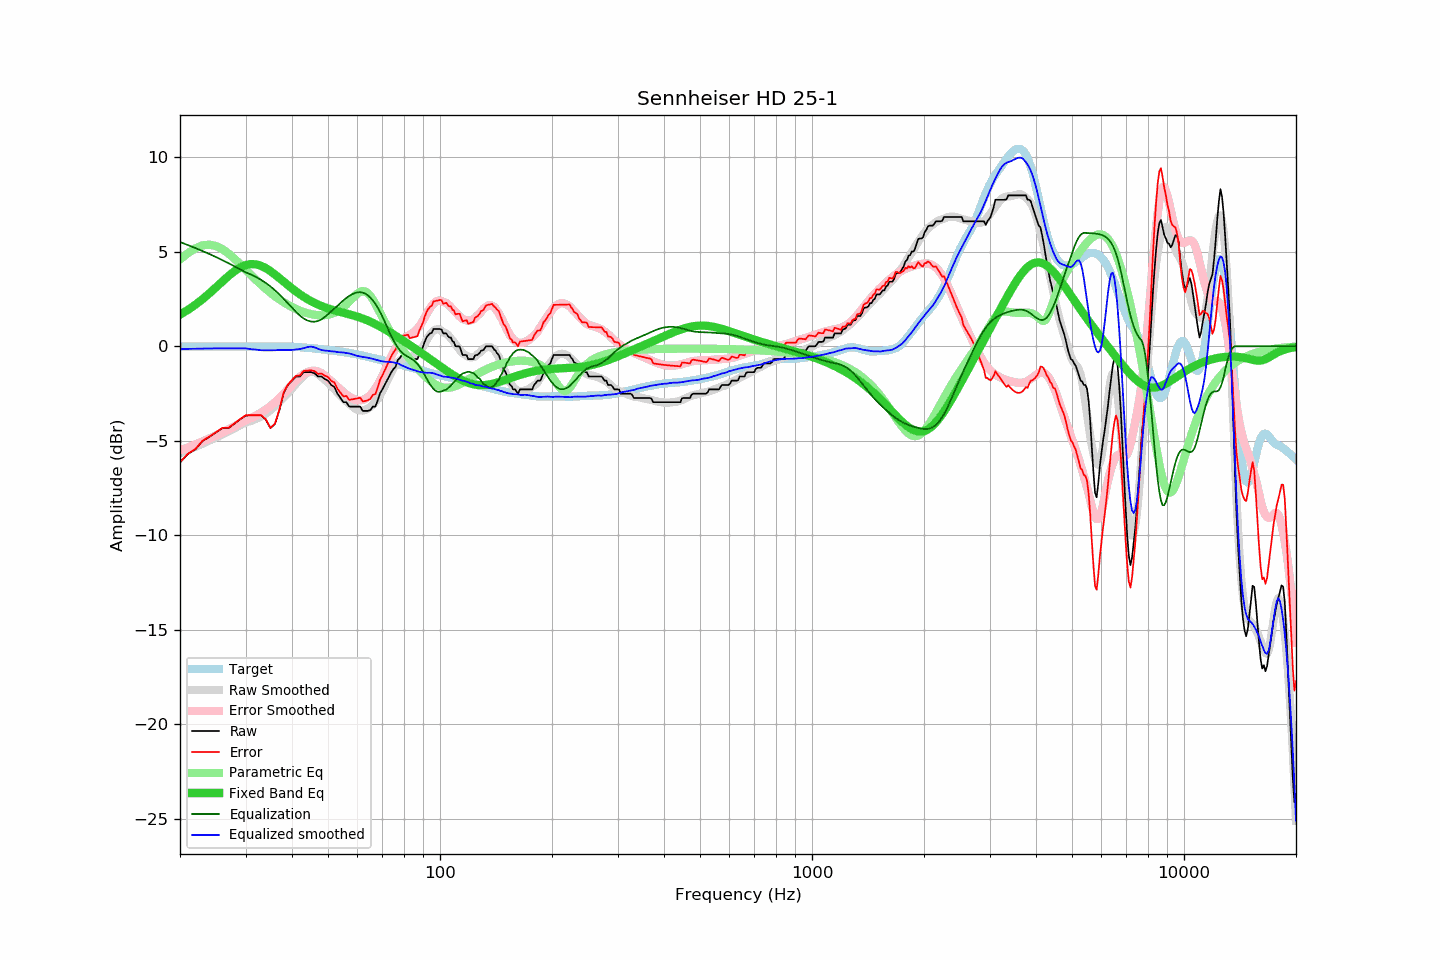 Sennheiser HD 25-1
10
5
0
−5
−10
−15
−20
−25
Amplitude (dBr)
Target
Raw Smoothed
Error Smoothed
Raw
Error
Parametric Eq
Fixed Band Eq
Equalization
Equalized smoothed
100
1000
10000
Frequency (Hz)